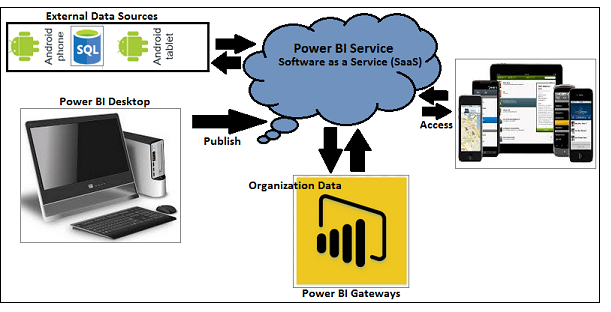 External Data Sources
Android
phone
SQL
Android
tablet
Power BI Service
Software as a Service (SaaS)
Power BI Desktop
Publish
Access
Organization Data
Power BI Gateways